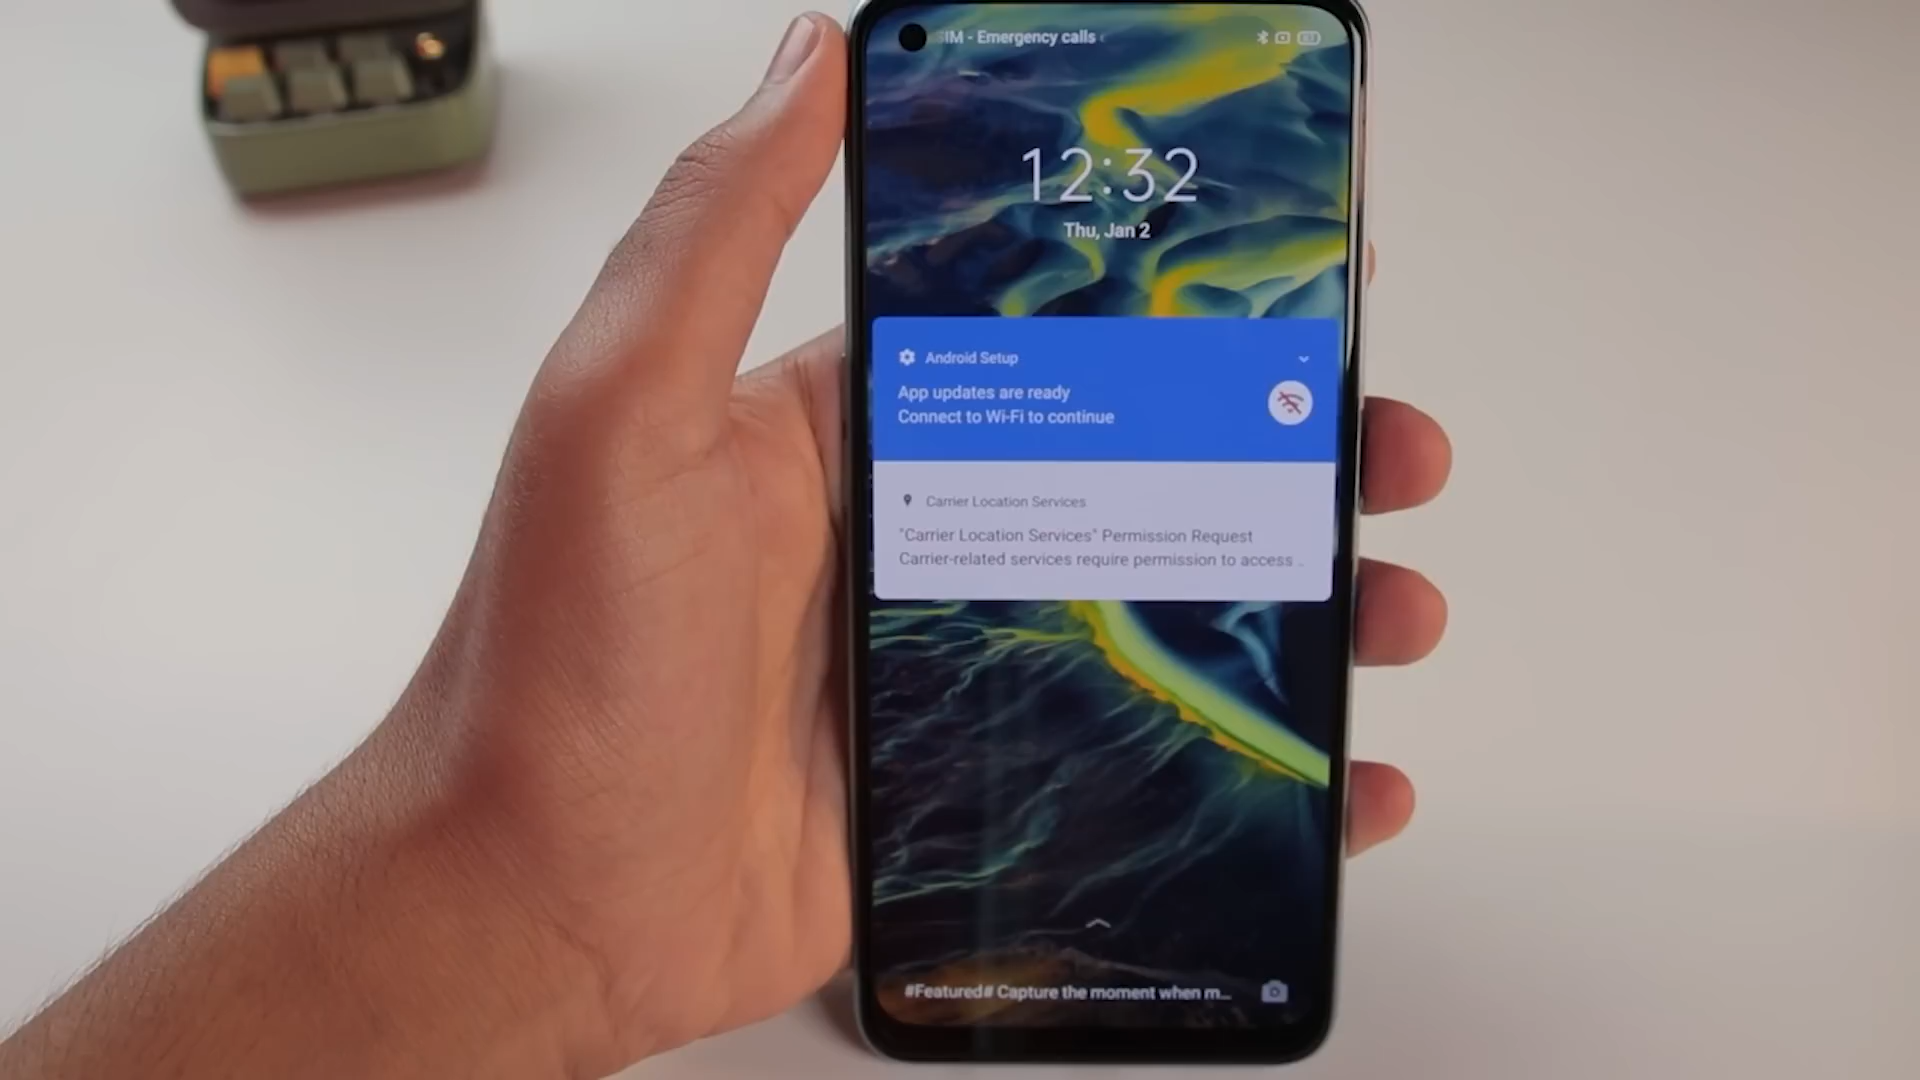 SIM - Emergency calls
12:32
Thu, Jan 2
Android Setup
App updates are ready
Connect to Wi-Fi to continue
Carrier Location Services
"Carrier Location Services" Permission Request
Carrier-related services require permission to access ..
#Featured# Capture the moment when m...